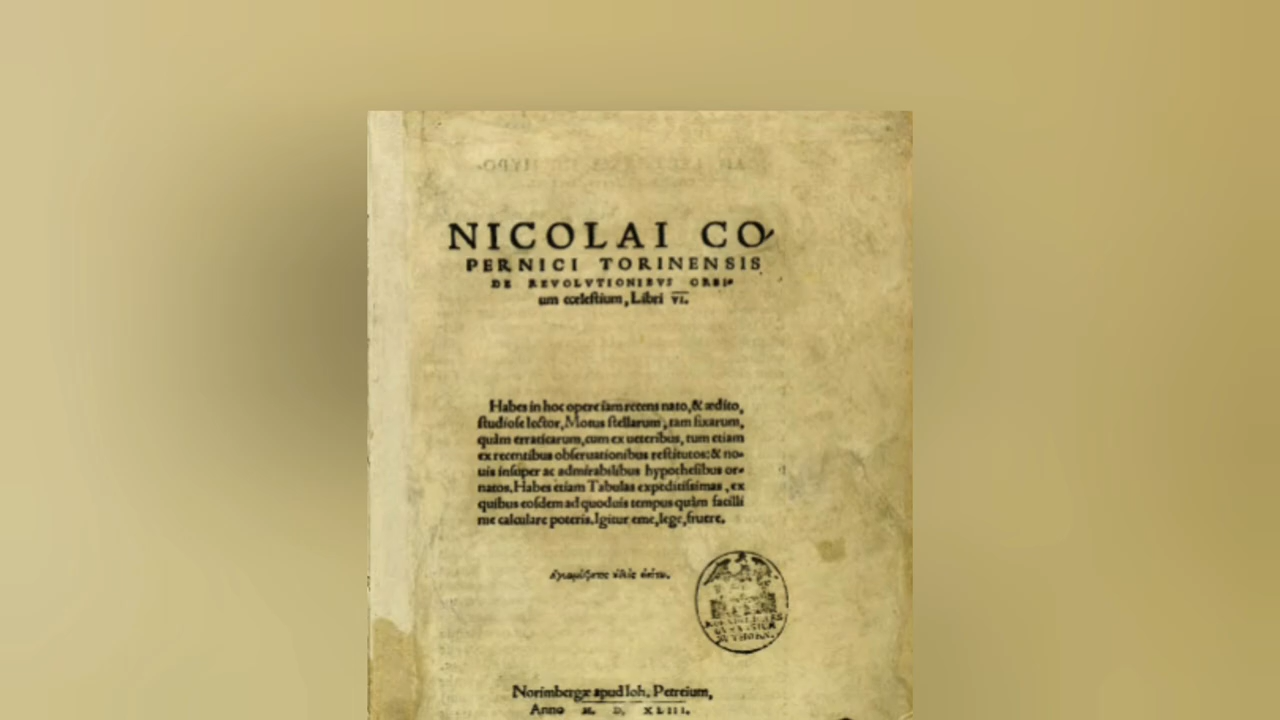 NICOLAI CO
PERNICI TORINENSIS
DE REVOLVTIONIBVS ORBI⸗
um cœleſtium, Libri VI.
Habes in hoc opere iam recens nato, & ædito,
ſtudioſe lector, Motus ſtellarum, tam fixarum,
quàm erraticarum, cum ex ueteribus, tum etiam
ex recentibus obſeruationibus reſtitutos: & no⸗
uis inſuper ac admirabilibus hypotheſibus or⸗
natos. Habes etiam Tabulas expeditiſsimas, ex
quibus eoſdem ad quoduis tempus quàm facilli
me calculare poteris. Igitur eme, lege, fruere.
Norimbergæ apud Ioh. Petreium,
Anno M. D. XLIII.